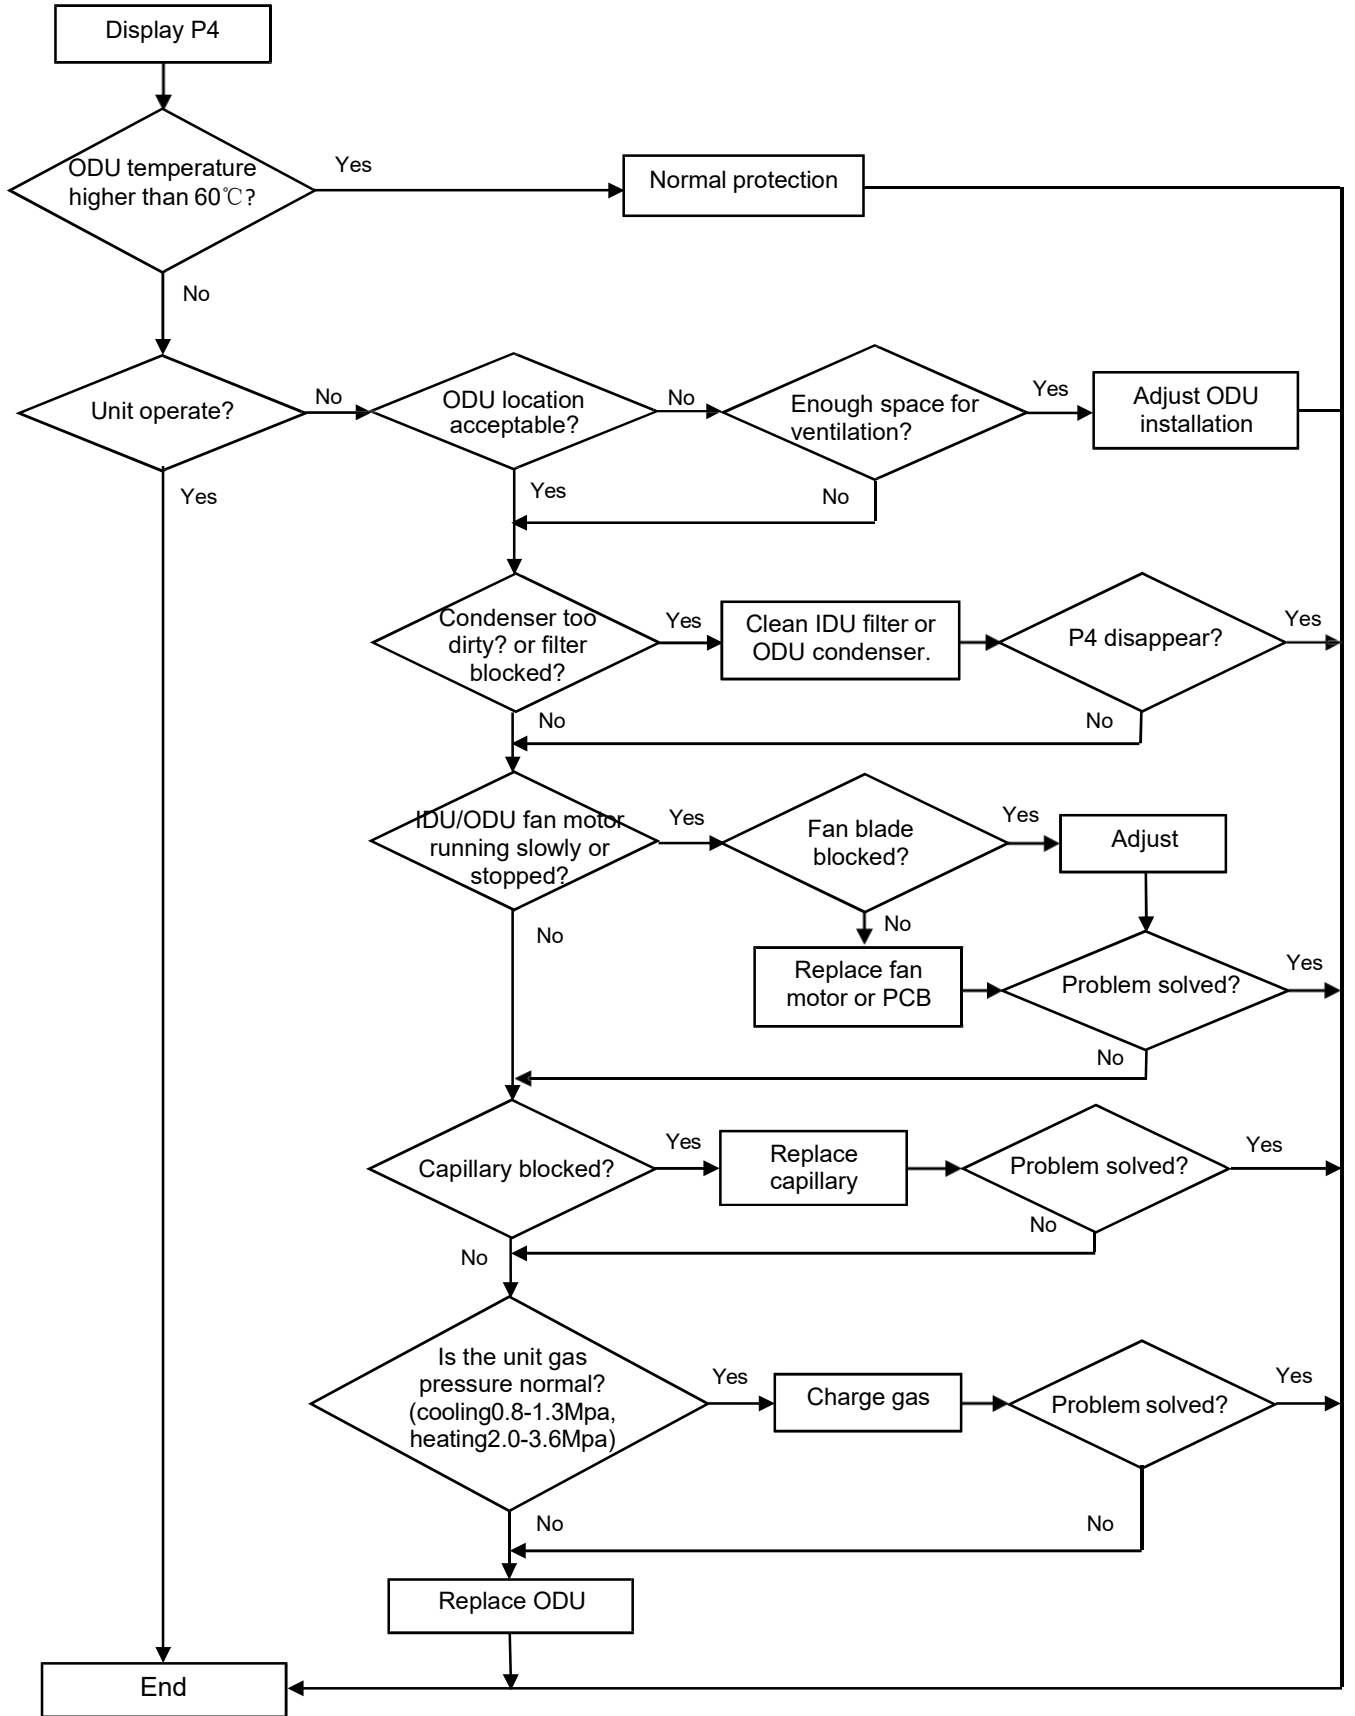 Display P4
ODU temperature
higher than 60℃?
Yes
Normal protection
No
Unit operate?
No
ODU location
acceptable?
No
Enough space for
ventilation?
Yes
Adjust ODU
installation
Yes
Yes
No
Condenser too
dirty? or filter
blocked?
Yes
Clean IDU filter or
ODU condenser.
P4 disappear?
Yes
No
No
IDU/ODU fan motor
running slowly or
stopped?
Yes
Fan blade
blocked?
Yes
Adjust
No
No
Replace fan
motor or PCB
Problem solved?
Yes
No
Capillary blocked?
Yes
Replace
capillary
Problem solved?
Yes
No
No
Is the unit gas
pressure normal?
(cooling0.8-1.3Mpa,
heating2.0-3.6Mpa)
Yes
Charge gas
Problem solved?
Yes
No
No
Replace ODU
End